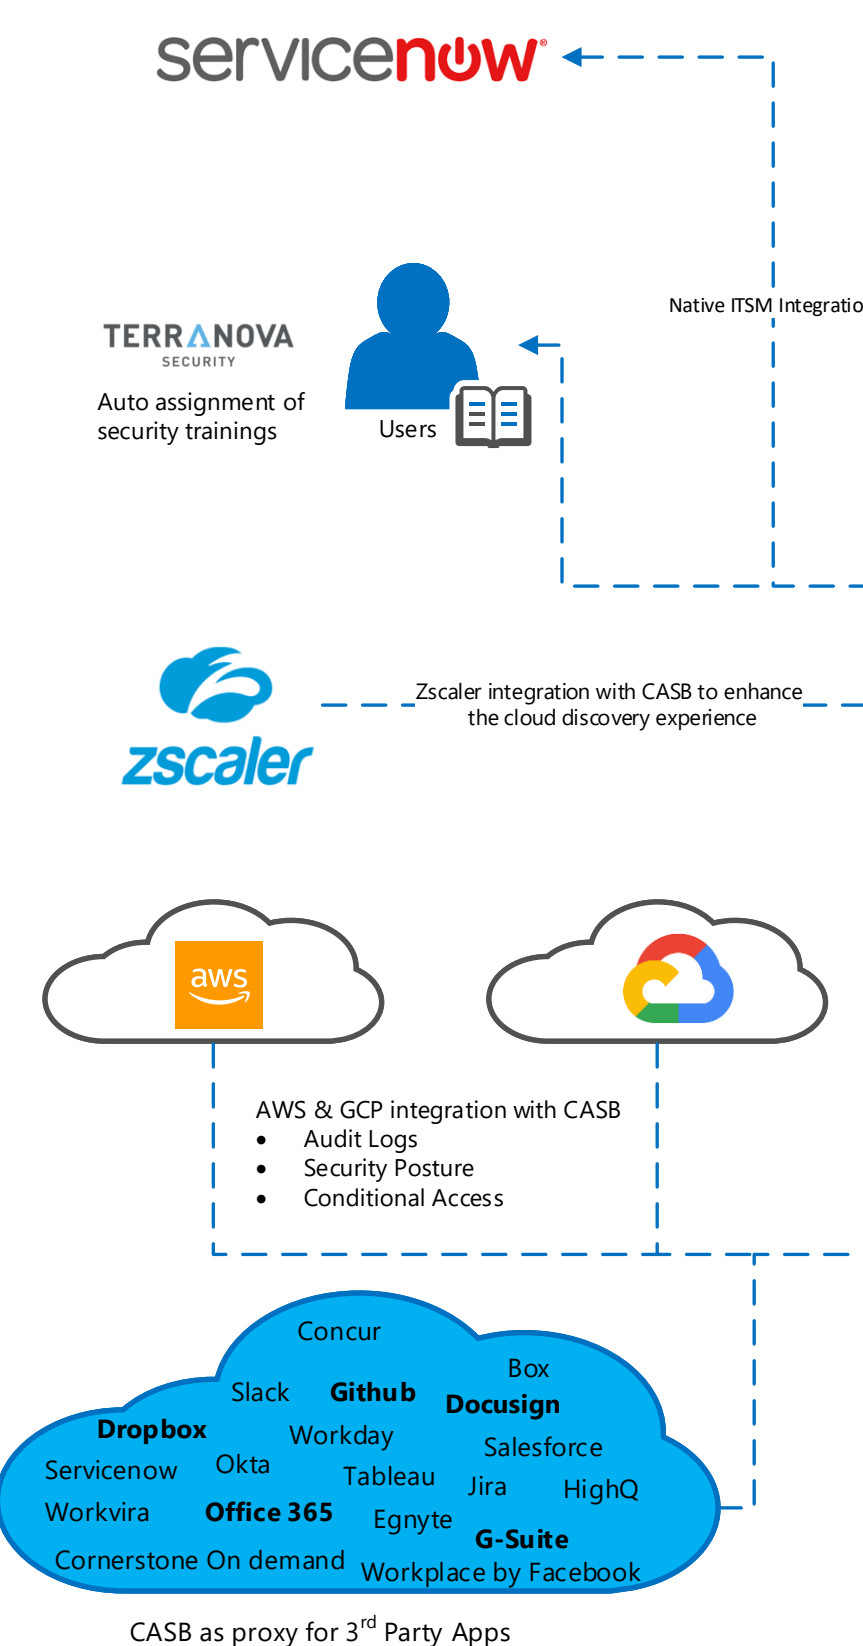 servicenow
Native ITSM Integratio
TERRANOVA
SECURITY
Auto assignment of
security trainings
Users
Zscaler integration with CASB to enhance
the cloud discovery experience
zscaler
aws
AWS & GCP integration with CASB
• Audit Logs
• Security Posture
• Conditional Access
Concur
Box
Slack Github Docusign
Dropbox Workday
Salesforce
Servicenow Okta Tableau Jira HighQ
Workvira Office 365 Egnyte
G-Suite
Cornerstone On demand Workplace by Facebook
CASB as proxy for 3rd Party Apps